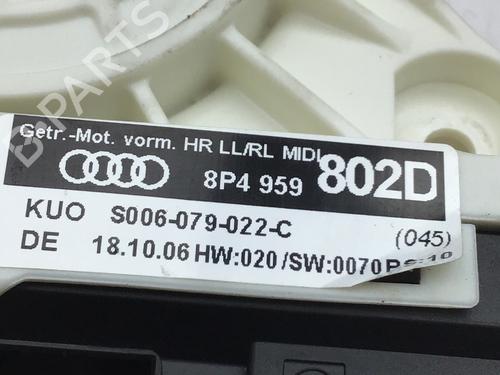 Getr.-Mot. vorm. HR LL/RL MIDI
8P4 959 802D
KUO S006-079-022-C
(045)
DE 18.10.06 HW:020/SW:0070
B-PARTS